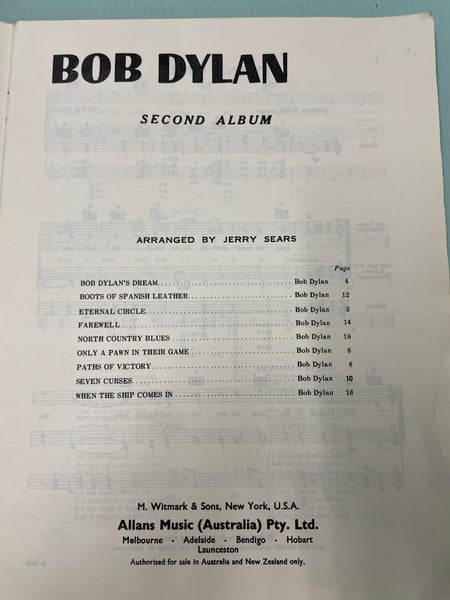 BOB DYLAN
SECOND ALBUM
ARRANGED BY JERRY SEARS
Page
BOB DYLAN'S DREAM Bob Dylan 4
BOOTS OF SPANISH LEATHER Bob Dylan 12
ETERNAL CIRCLE Bob Dylan 2
FAREWELL Bob Dylan 14
NORTH COUNTRY BLUES Bob Dylan 18
ONLY A PAWN IN THEIR GAME Bob Dylan 8
PATHS OF VICTORY Bob Dylan 6
SEVEN CURSES Bob Dylan 10
WHEN THE SHIP COMES IN Bob Dylan 16
M. Witmark & Sons, New York, U.S.A.
Allans Music (Australia) Pty. Ltd.
Melbourne - Adelaide - Bendigo - Hobart
Launceston
Authorised for sale in Australia and New Zealand only.